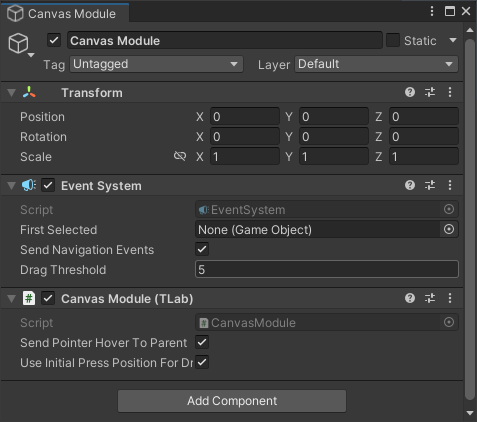 Canvas Module
Canvas Module Static
Tag Untagged Layer Default
Transform
Position X 0 Y 0 Z 0
Rotation X 0 Y 0 Z 0
Scale X 1 Y 1 Z 1
Event System
Script EventSystem
First Selected None (Game Object)
Send Navigation Events
Drag Threshold 5
# Canvas Module (TLab)
Script # CanvasModule
Send Pointer Hover To Parent
Use Initial Press Position For Dr
Add Component